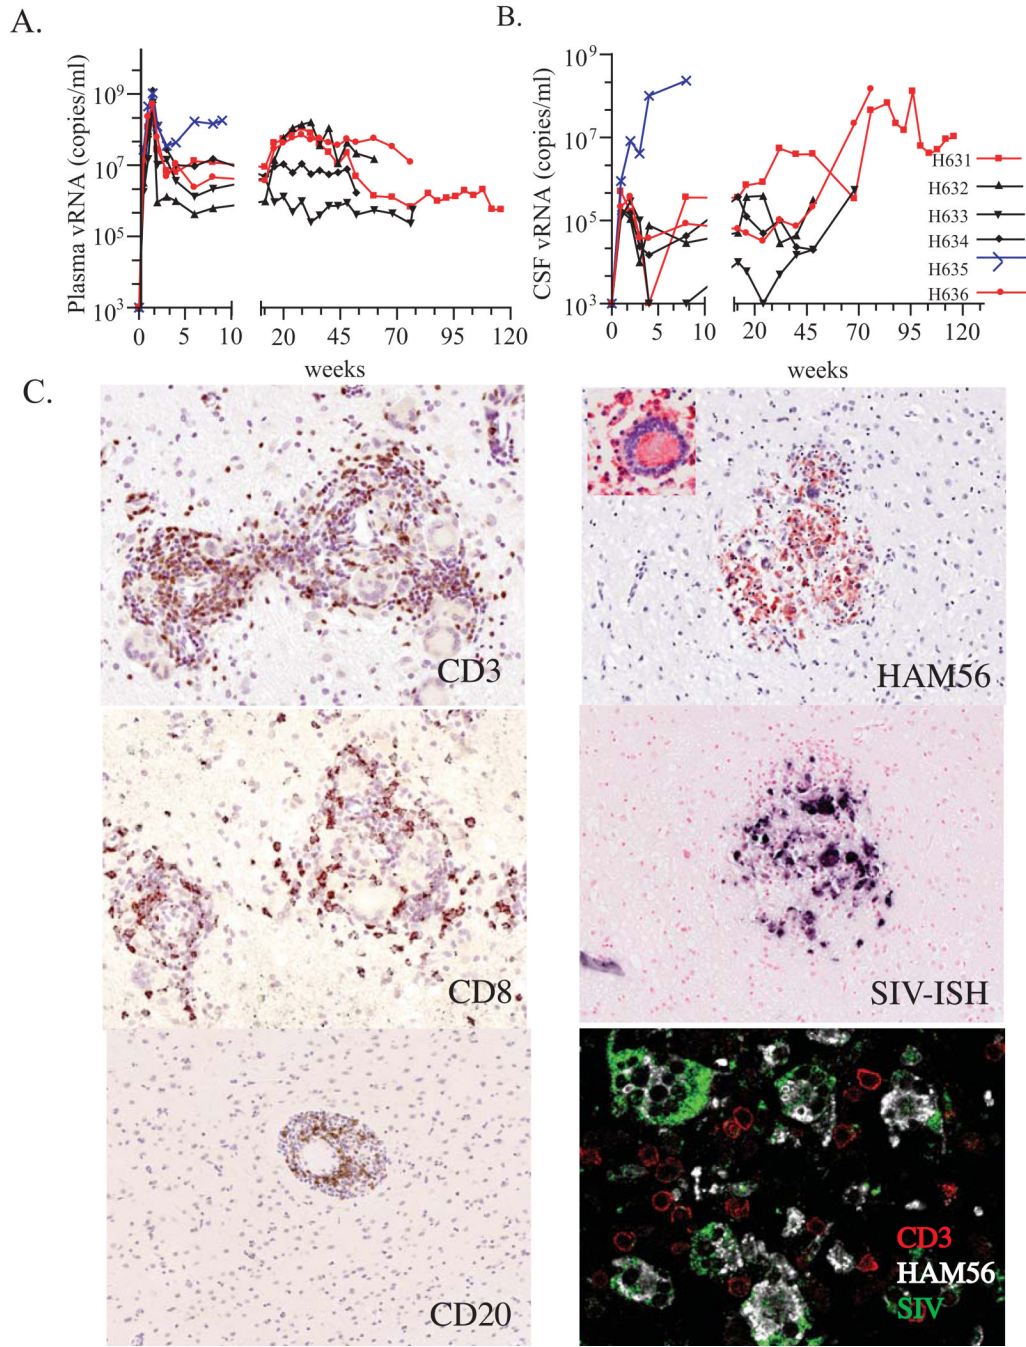 A.
B.
Plasma vRNA (copies/ml)
10^9
10^7
10^5
10^3
0 5 10 20 45 70 95 120
weeks
CSF vRNA (copies/ml)
10^9
10^7
10^5
10^3
0 5 10 20 45 70 95 120
weeks
H631
H632
H633
H634
H635
H636
C.
CD3
HAM56
CD8
SIV-ISH
CD20
CD3
HAM56
SIV